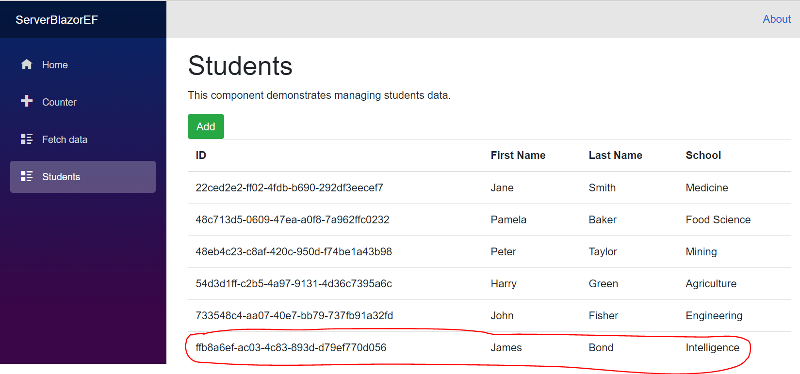 ServerBlazorEF
About
Home
Counter
Fetch data
Students
Students
This component demonstrates managing students data.
Add
ID First Name Last Name School
22ced2e2-ff02-4fdb-b690-292df3eecef7 Jane Smith Medicine
48c713d5-0609-47ea-a0f8-7a962ffc0232 Pamela Baker Food Science
48eb4c23-c8af-420c-950d-f74be1a43b98 Peter Taylor Mining
54d3d1ff-c2b5-4a97-9131-4d36c7395a6c Harry Green Agriculture
733548c4-aa07-40e7-bb79-737fb91a32fd John Fisher Engineering
ffb8a6ef-ac03-4c83-893d-d79ef770d056 James Bond Intelligence